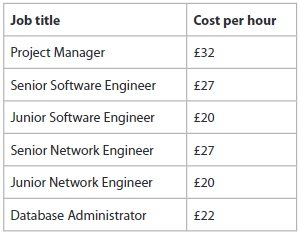 Job title Cost per hour
Project Manager £32
Senior Software Engineer £27
Junior Software Engineer £20
Senior Network Engineer £27
Junior Network Engineer £20
Database Administrator £22